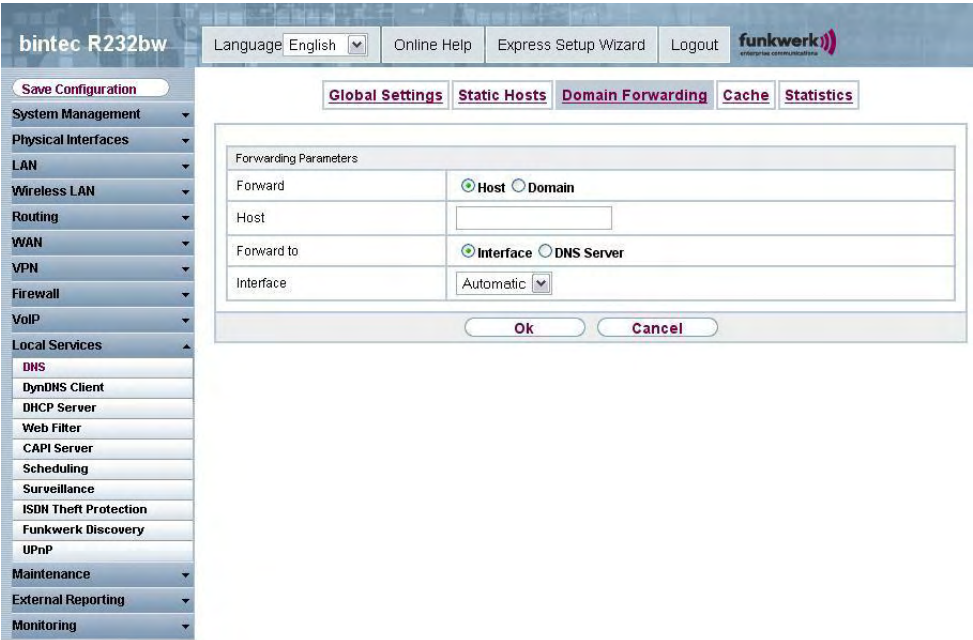 bintec R232bw
Language English Online Help Express Setup Wizard Logout funkwerk
enterprise communications
Save Configuration
System Management
Physical Interfaces
LAN
Wireless LAN
Routing
WAN
VPN
Firewall
VoIP
Local Services
DNS
DynDNS Client
DHCP Server
Web Filter
CAPI Server
Scheduling
Surveillance
ISDN Theft Protection
Funkwerk Discovery
UPnP
Maintenance
External Reporting
Monitoring
Global Settings Static Hosts Domain Forwarding Cache Statistics
Forwarding Parameters
Forward Host Domain
Host
Forward to Interface DNS Server
Interface Automatic
Ok Cancel